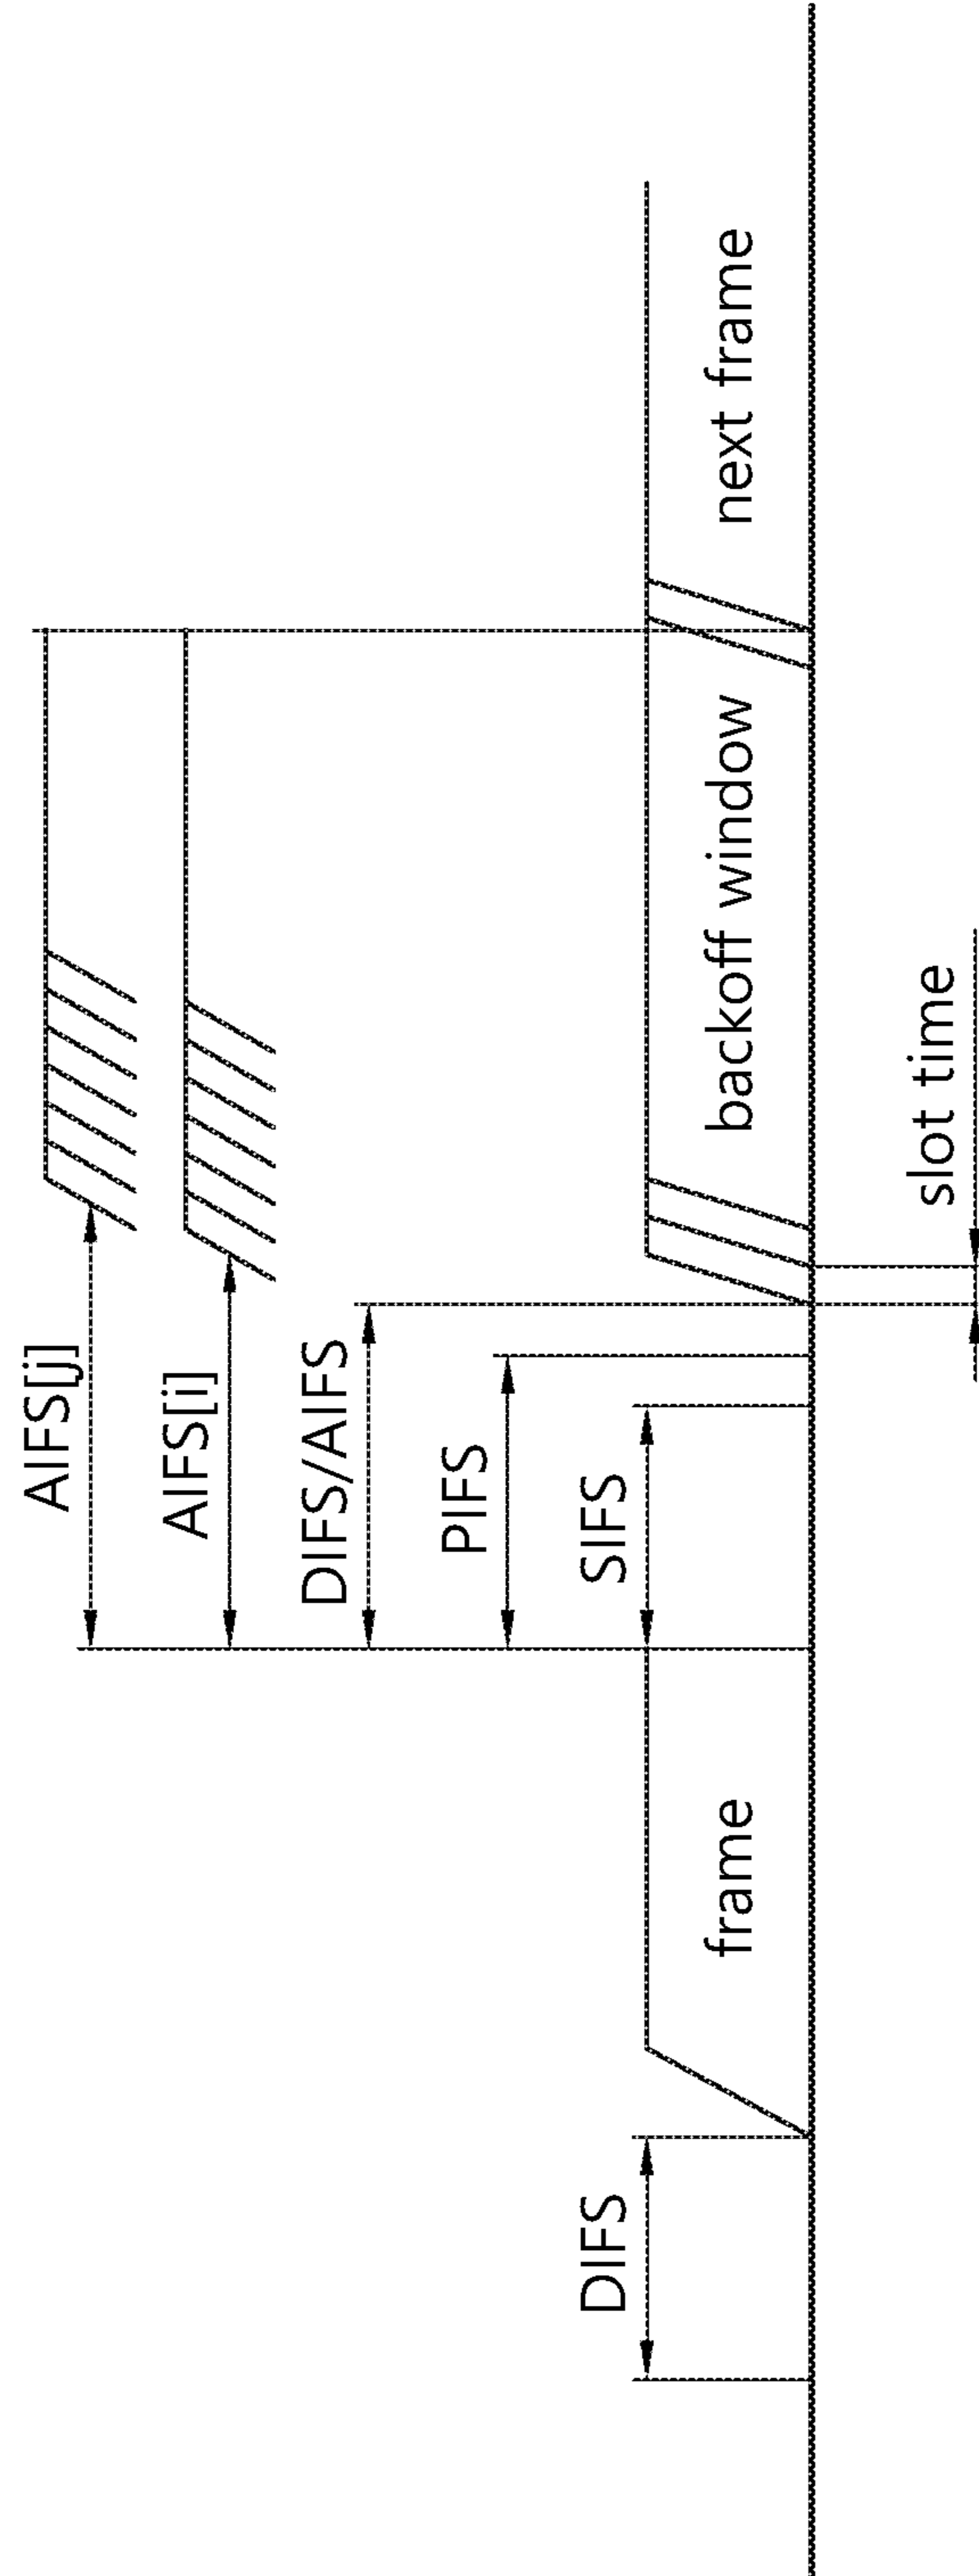 AIFS[j]
AIFS[i]
DIFS/AIFS
PIFS
DIFS
SIFS
frame
backoff window
next frame
slot time